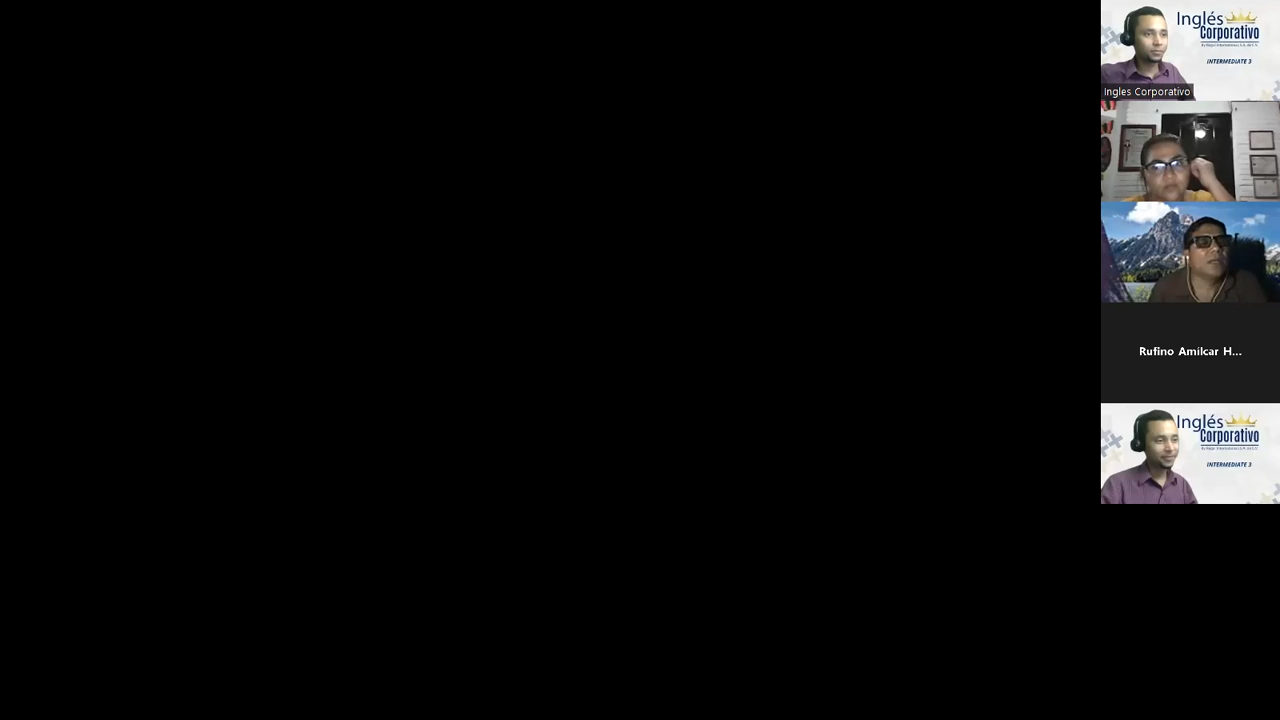 Inglés
Corporativo
INTERMEDIATE 3
Ingles Corporativo
Rufino Amilcar H...
Inglés
Corporativo
INTERMEDIATE 3